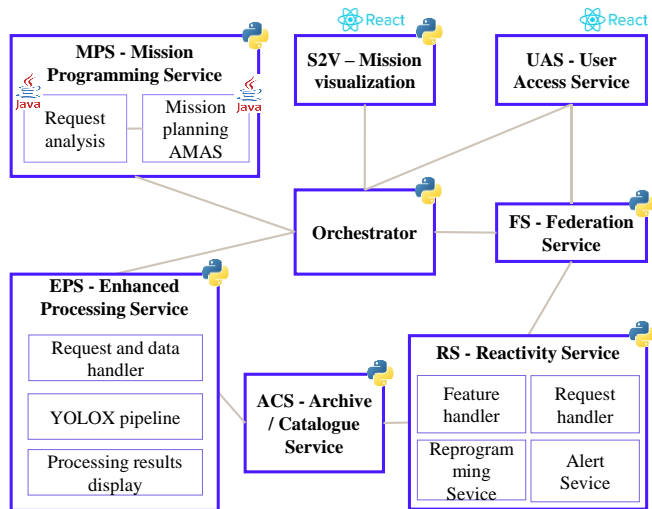 React
React
MPS - Mission
Programming Service
Java
Request
analysis
Java
Mission
planning
AMAS
S2V – Mission
visualization
UAS - User
Access Service
Orchestrator
FS - Federation
Service
EPS - Enhanced
Processing Service
Request and data
handler
YOLOX pipeline
Processing results
display
ACS - Archive
/ Catalogue
Service
RS - Reactivity Service
Feature
handler
Request
handler
Reprogram
ming
Sevice
Alert
Sevice